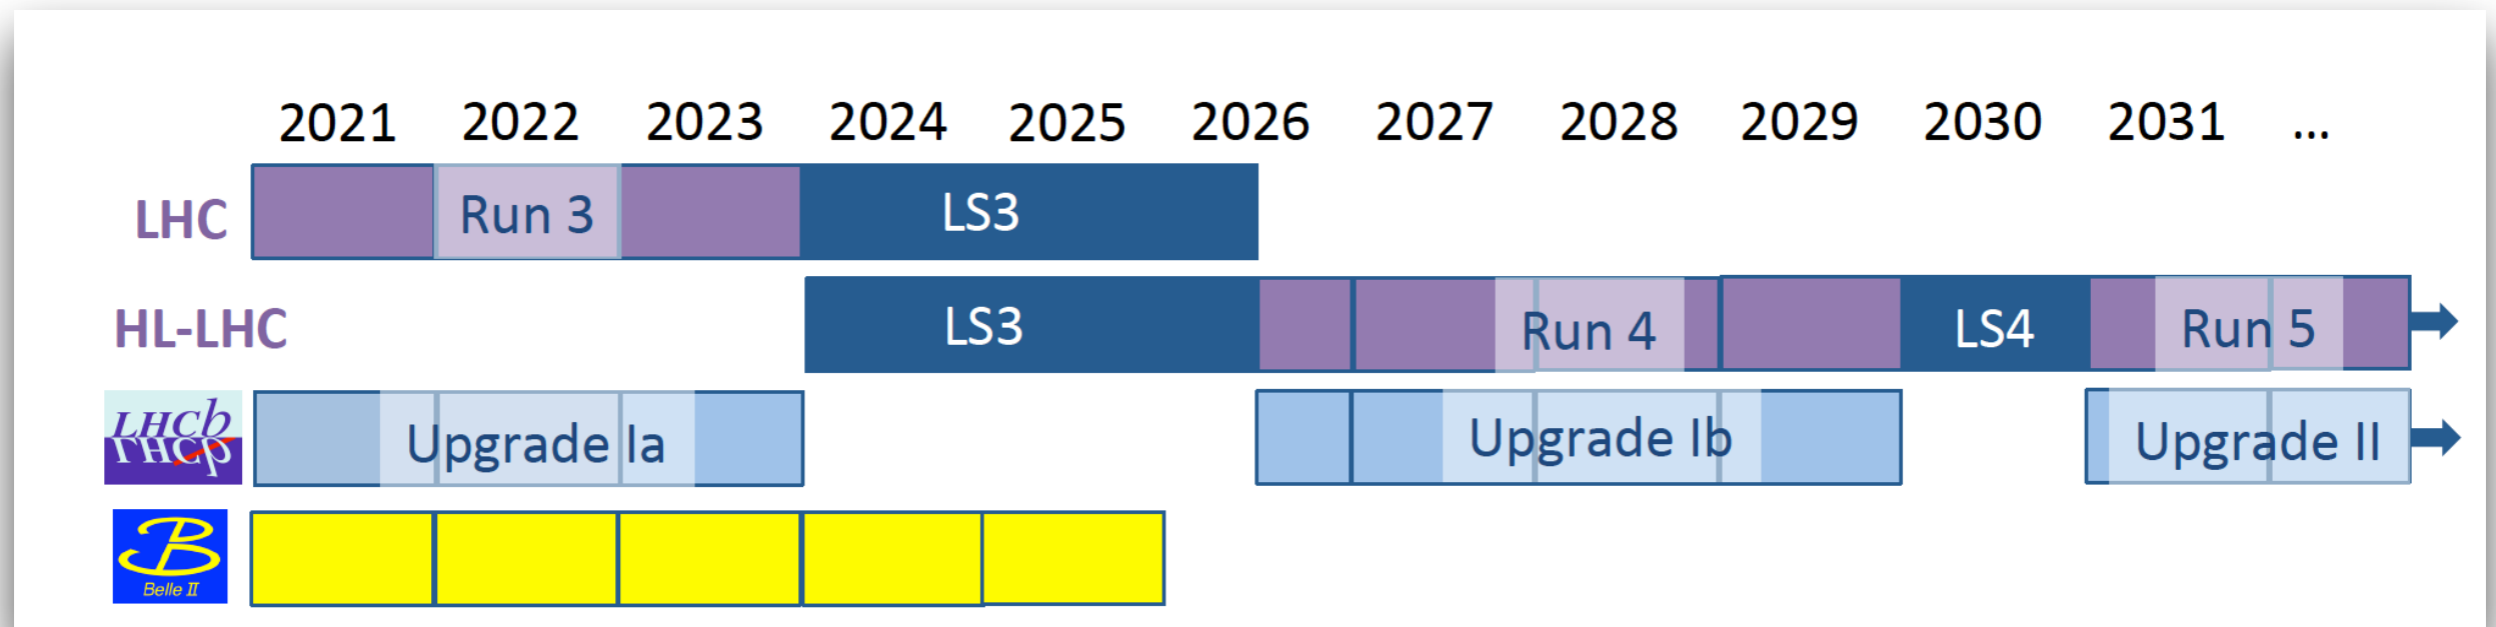 2021 2022 2023 2024 2025 2026 2027 2028 2029 2030 2031 ...
LHC Run 3 LS3
HL-LHC LS3 Run 4 LS4 Run 5
LHCb Upgrade Ia Upgrade Ib Upgrade II
LHCb
B
Belle II